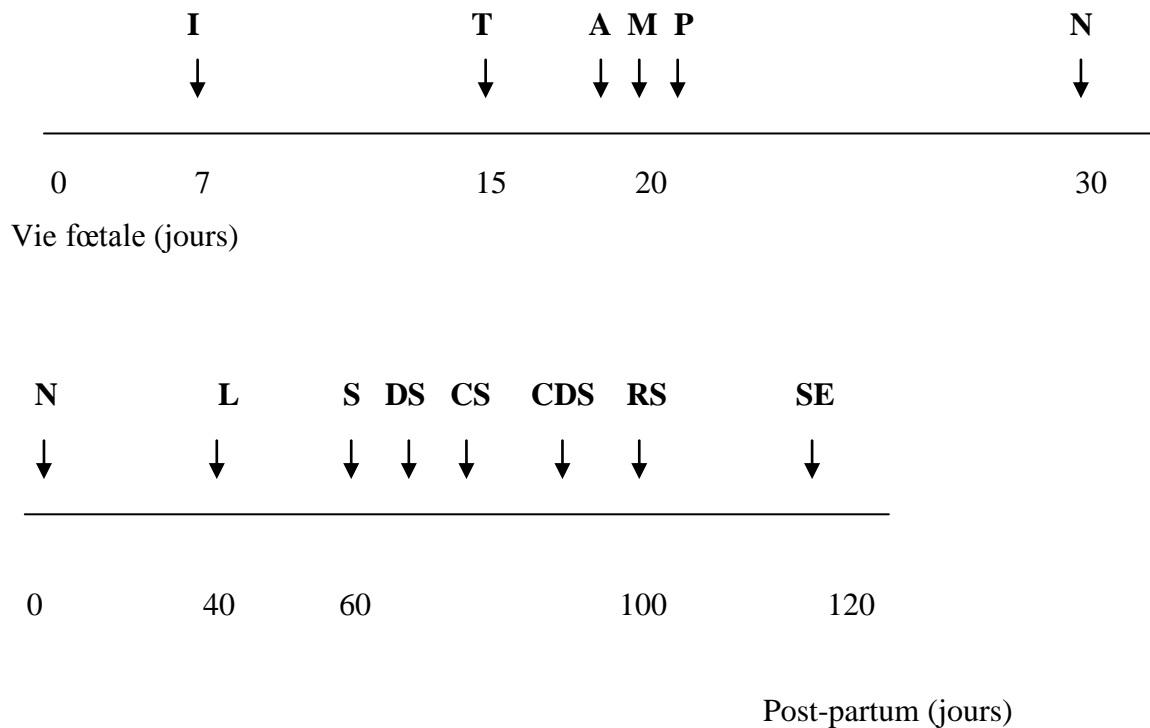 I T A M P N
0 7 15 20 30
Vie fœtale (jours)
N L S DS CS CDS RS SE
0 40 60 100 120
Post-partum (jours)